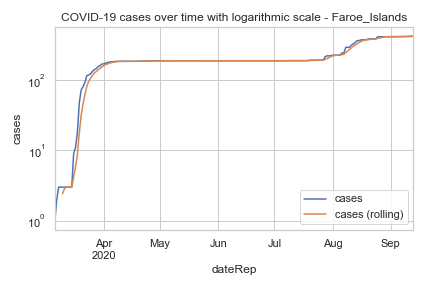 COVID-19 cases over time with logarithmic scale - Faroe_Islands
cases
10²
10¹
10⁰
cases
cases (rolling)
Apr
2020
May
Jun
Jul
Aug
Sep
dateRep